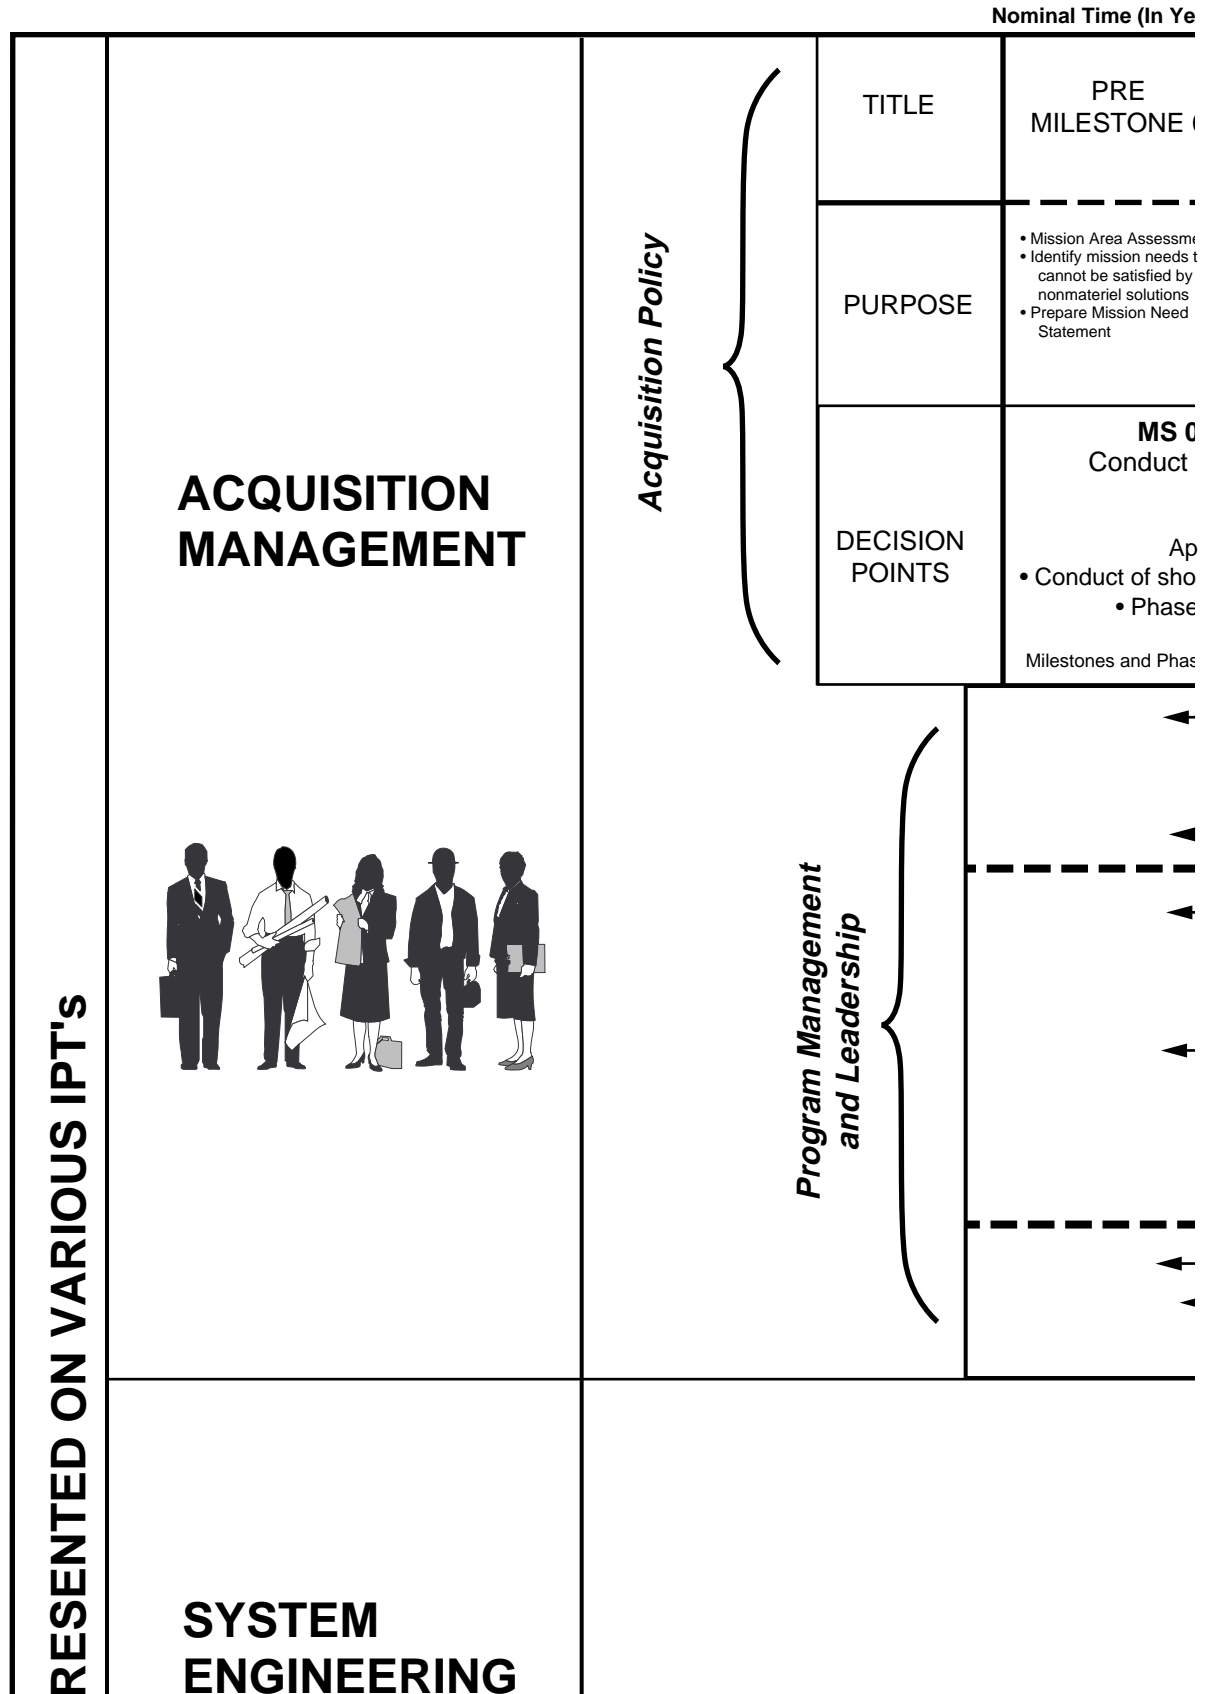 Nominal Time (In Ye
TITLE
PRE
MILESTONE
PURPOSE
• Mission Area Assessme
• Identify mission needs t
cannot be satisfied by
nonmateriel solutions
• Prepare Mission Need
Statement
DECISION
POINTS
MS 0
Conduct
Ap
• Conduct of sho
• Phase
Milestones and Phas
Acquisition Policy
ACQUISITION
MANAGEMENT
Program Management
and Leadership
RESENTED ON VARIOUS IPT's
SYSTEM
ENGINEERING